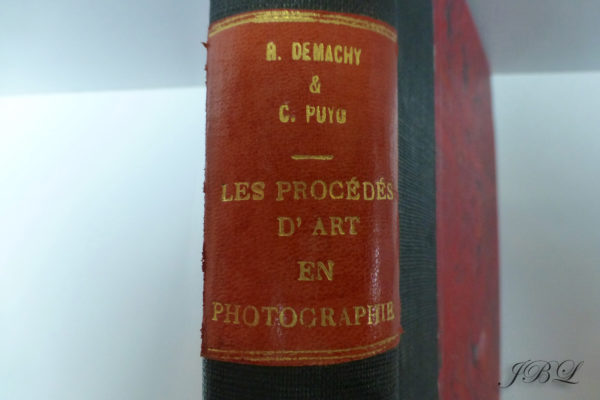 R. DEMACHY
&
C. PUYO
LES PROCÉDÉS
D' ART
EN
PHOTOGRAPHIE
JBL